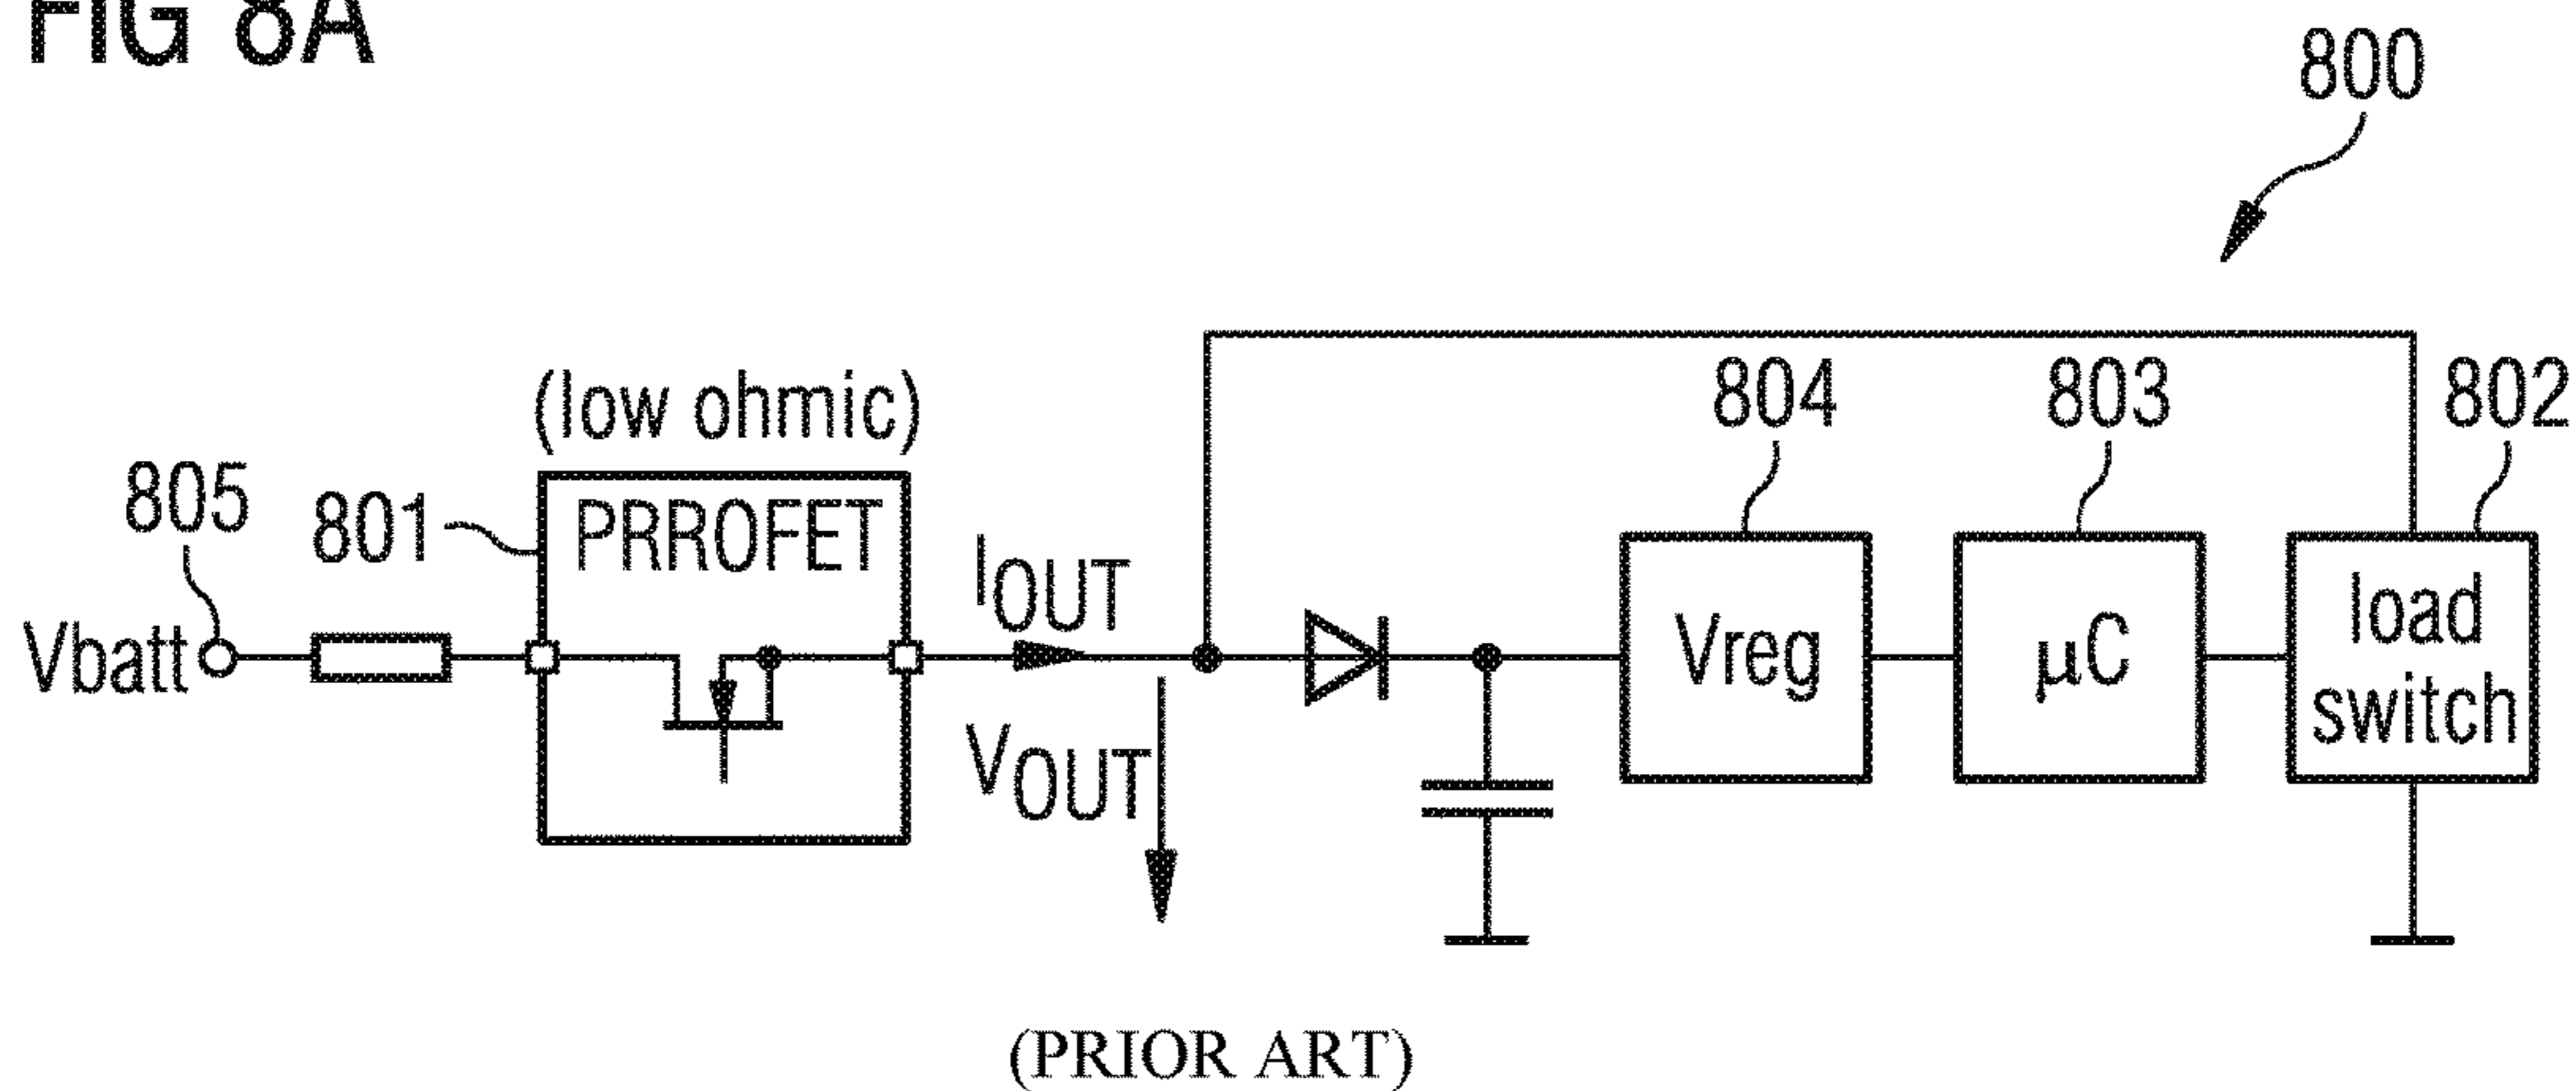 FIG 8A
800
(low ohmic)
804
803
802
805
801
PRROFET
IOUT
Vbatt
Vreg
µC
load
switch
VOUT
(PRIOR ART)